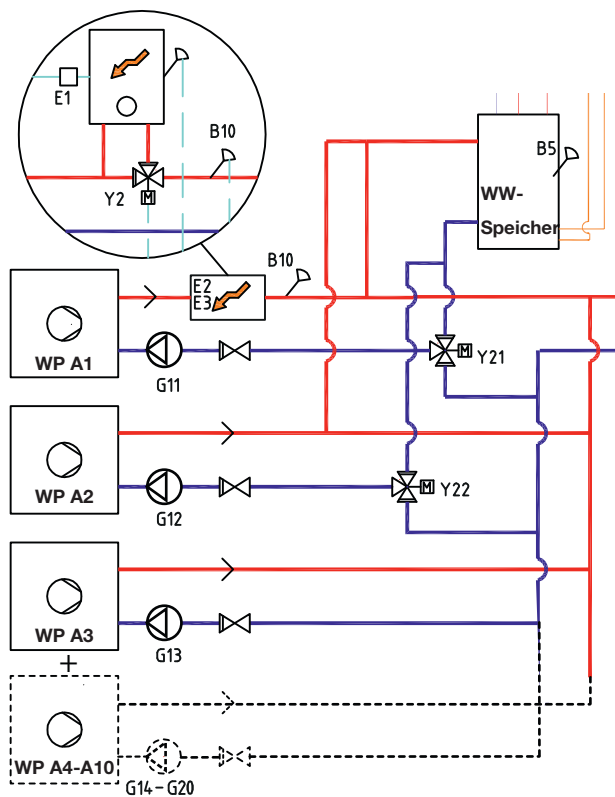 E1
B10
Y2
M
B5
WW-
Speicher
B10
E2
E3
WP A1
G11
M
Y21
WP A2
G12
M
Y22
WP A3
G13
+
WP A4-A10
G14-G20